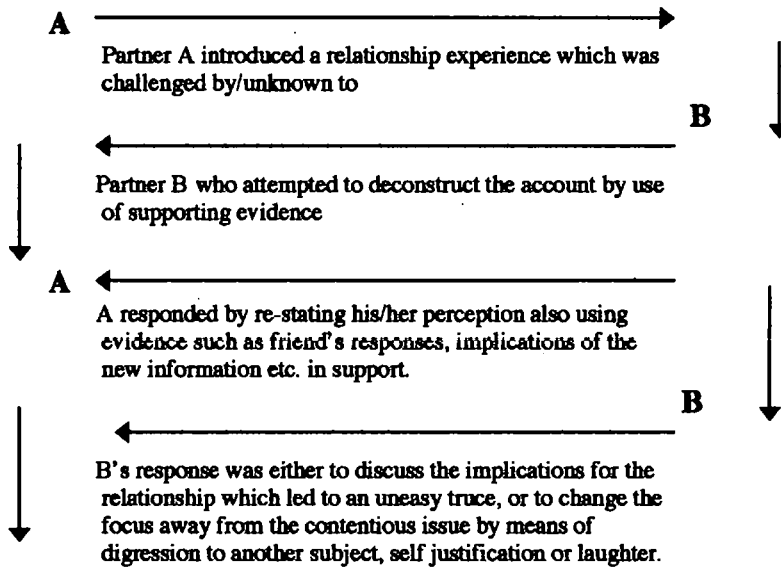 A
Partner A introduced a relationship experience which was
challenged by/unknown to
B
Partner B who attempted to deconstruct the account by use
of supporting evidence
A
A responded by re-stating his/her perception also using
evidence such as friend's responses, implications of the
new information etc. in support.
B
B's response was either to discuss the implications for the
relationship which led to an uneasy truce, or to change the
focus away from the contentious issue by means of
digression to another subject, self justification or laughter.